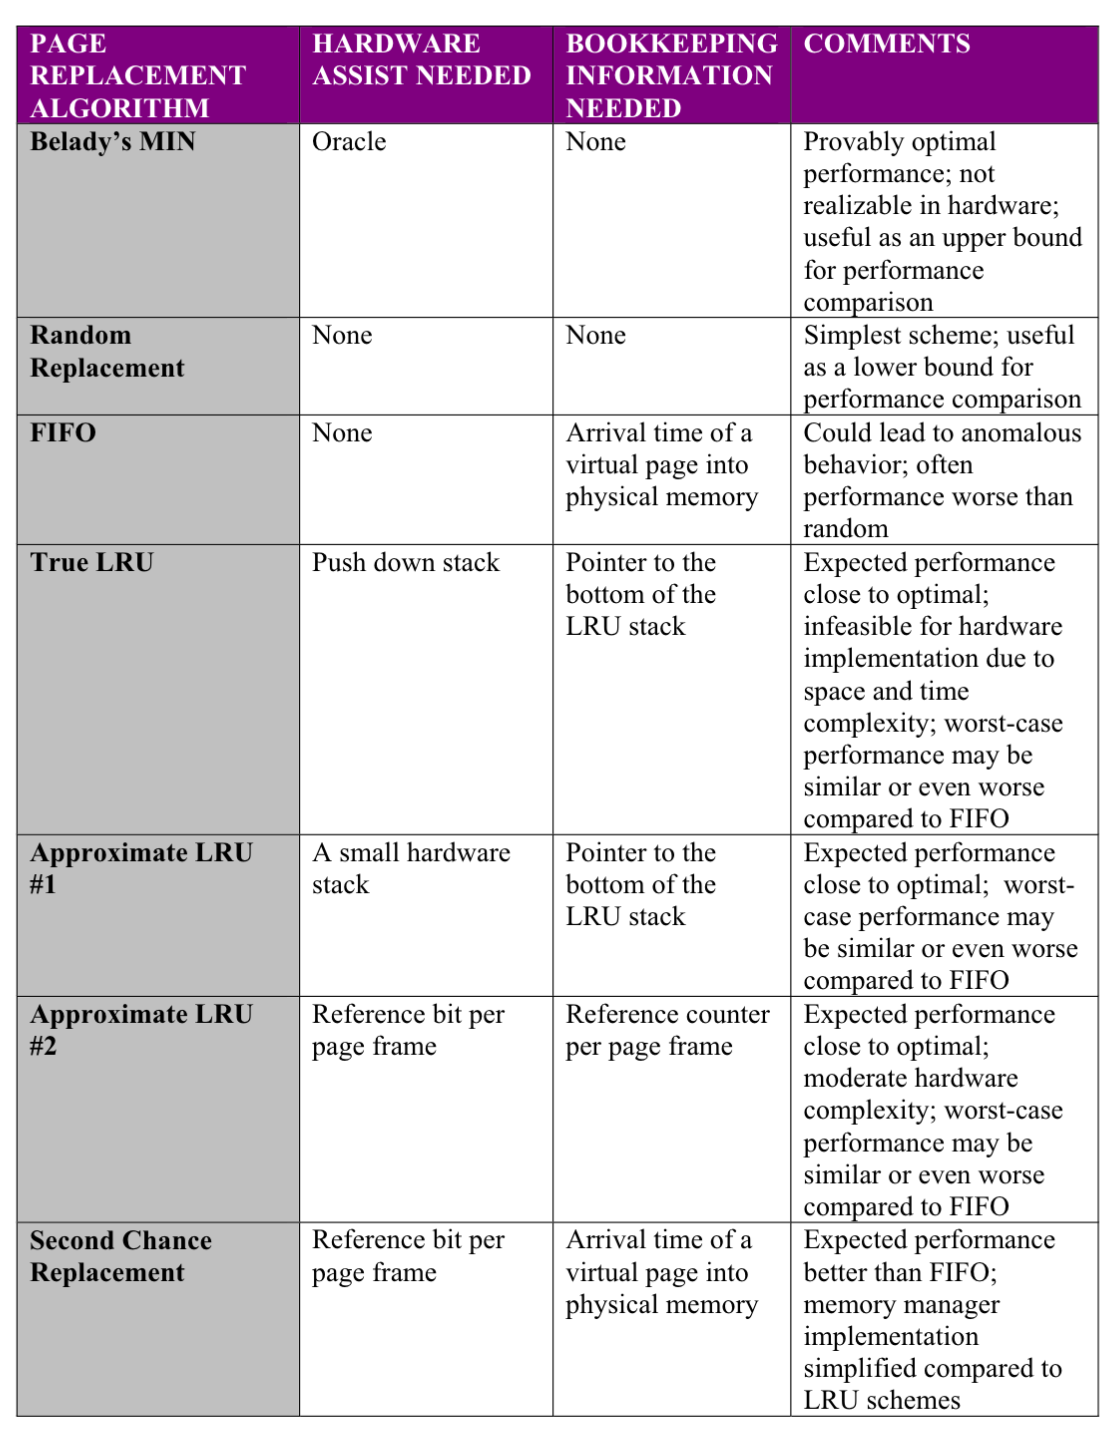 PAGE
REPLACEMENT
ALGORITHM
HARDWARE
ASSIST NEEDED
BOOKKEEPING
INFORMATION
NEEDED
COMMENTS
Belady's MIN
Oracle
None
Provably optimal
performance; not
realizable in hardware;
useful as an upper bound
for performance
comparison
Random
Replacement
None
None
Simplest scheme; useful
as a lower bound for
performance comparison
FIFO
None
Arrival time of a
virtual page into
physical memory
Could lead to anomalous
behavior; often
performance worse than
random
True LRU
Push down stack
Pointer to the
bottom of the
LRU stack
Expected performance
close to optimal;
infeasible for hardware
implementation due to
space and time
complexity; worst-case
performance may be
similar or even worse
compared to FIFO
Approximate LRU
#1
A small hardware
stack
Pointer to the
bottom of the
LRU stack
Expected performance
close to optimal;  worst-
case performance may
be similar or even worse
compared to FIFO
Approximate LRU
#2
Reference bit per
page frame
Reference counter
per page frame
Expected performance
close to optimal;
moderate hardware
complexity; worst-case
performance may be
similar or even worse
compared to FIFO
Second Chance
Replacement
Reference bit per
page frame
Arrival time of a
virtual page into
physical memory
Expected performance
better than FIFO;
memory manager
implementation
simplified compared to
LRU schemes